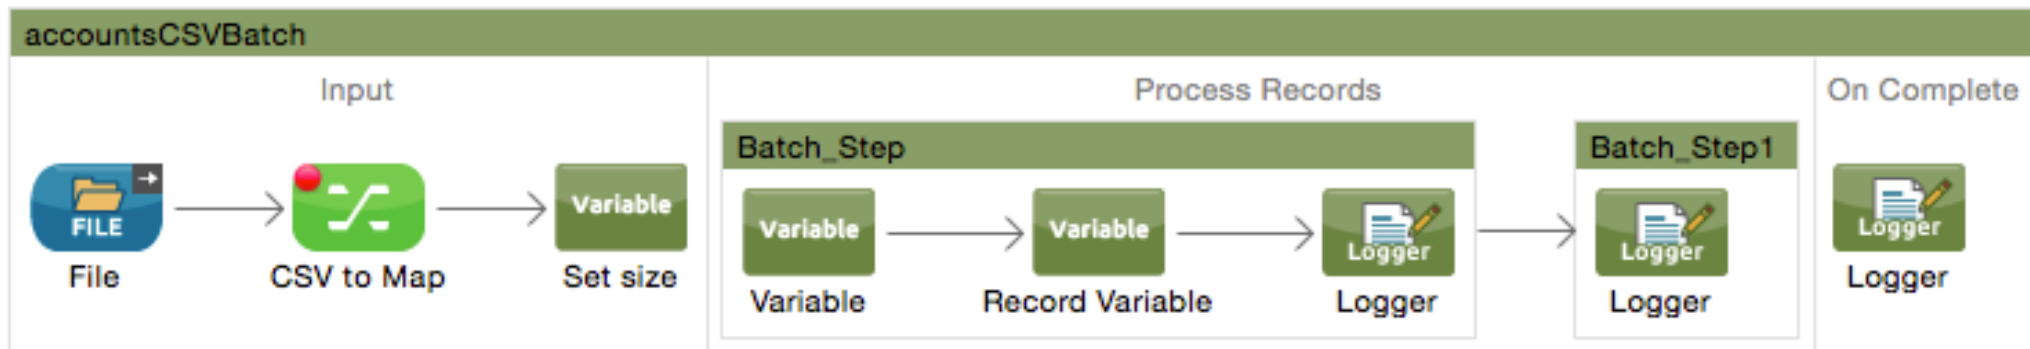 accountsCSVBatch
Input
Process Records
On Complete
Batch_Step
Batch_Step1
FILE
Variable
Variable
Variable
Logger
Logger
Logger
File
CSV to Map
Set size
Variable
Record Variable
Logger
Logger
Logger